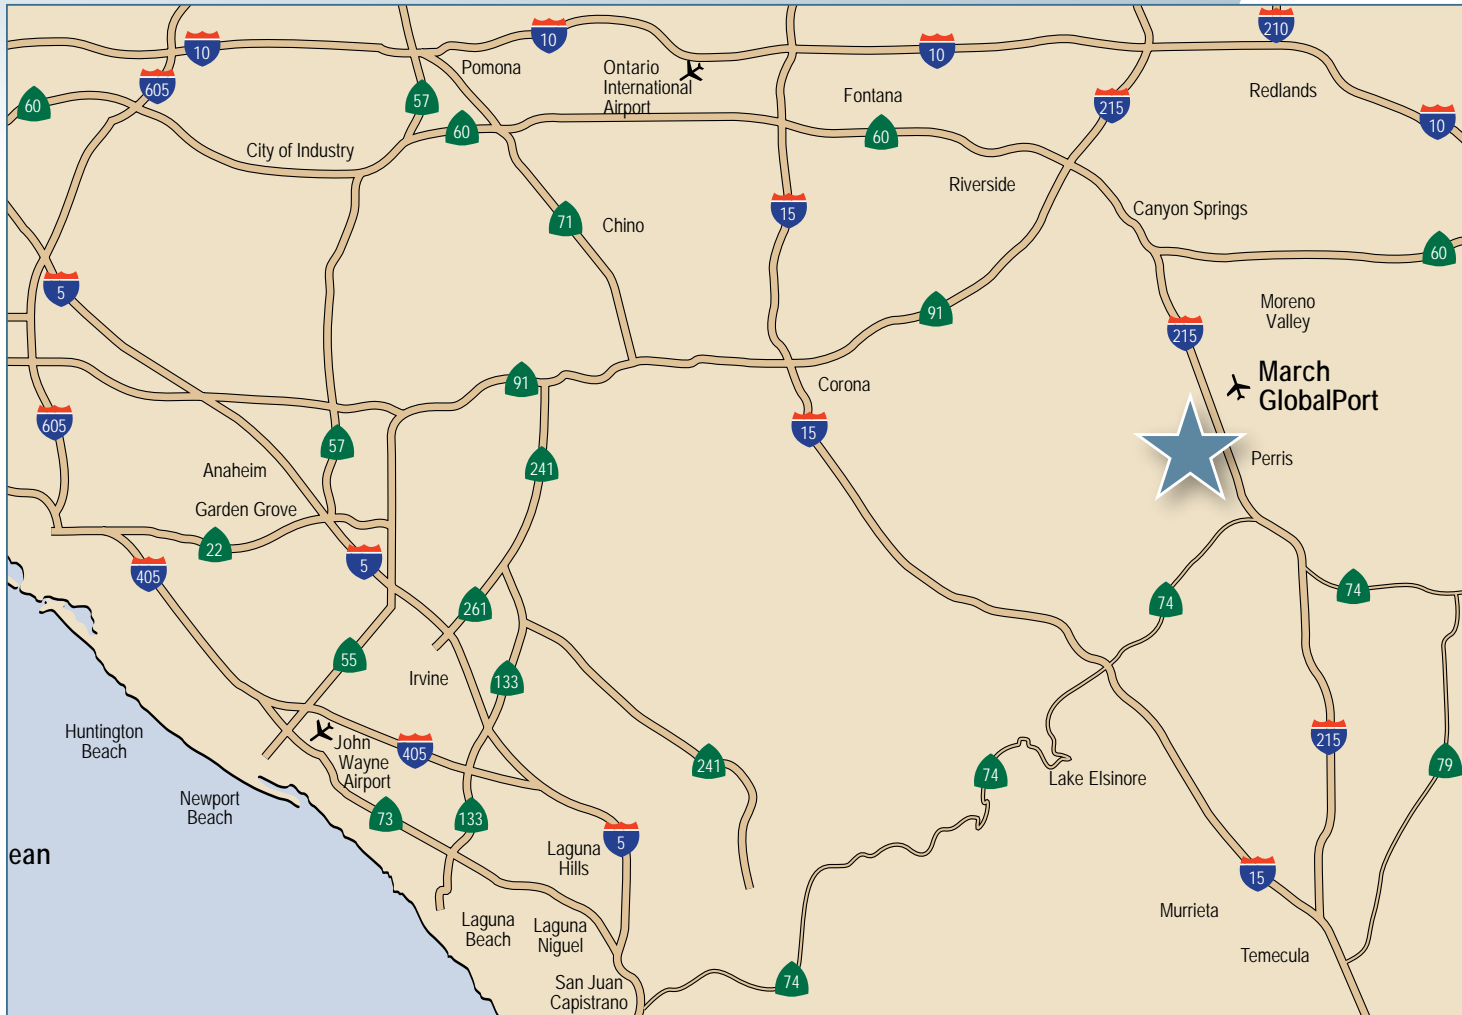 210
10
10
10
605
Pomona
Ontario
International
Airport
60
57
Fontana
215
Redlands
10
60
60
City of Industry
Riverside
15
Canyon Springs
71
Chino
60
5
Moreno
Valley
91
215
91
Corona
March
GlobalPort
605
15
57
241
Perris
Anaheim
Garden Grove
22
5
405
74
74
261
55
Irvine
133
Huntington
Beach
John
Wayne
Airport
405
241
74
Lake Elsinore
215
79
Newport
Beach
73
133
5
ean
Laguna
Hills
15
Murrieta
Laguna
Beach
Laguna
Niguel
Temecula
San Juan
Capistrano
74